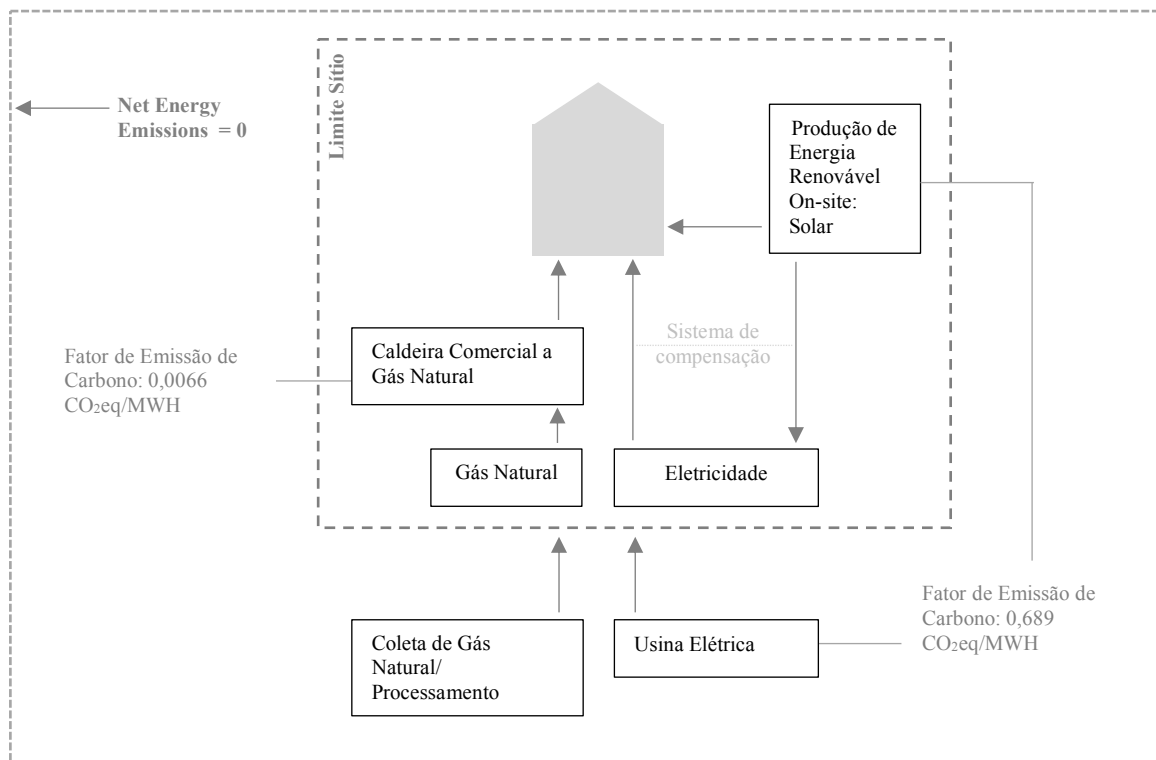 Net Energy
Emissions = 0
Limite Sítio
Produção de
Energia
Renovável
On-site:
Solar
Sistema de
compensação
Fator de Emissão de
Carbono: 0,0066
CO₂eq/MWH
Caldeira Comercial a
Gás Natural
Gás Natural
Eletricidade
Coleta de Gás
Natural/
Processamento
Usina Elétrica
Fator de Emissão de
Carbono: 0,689
CO₂eq/MWH